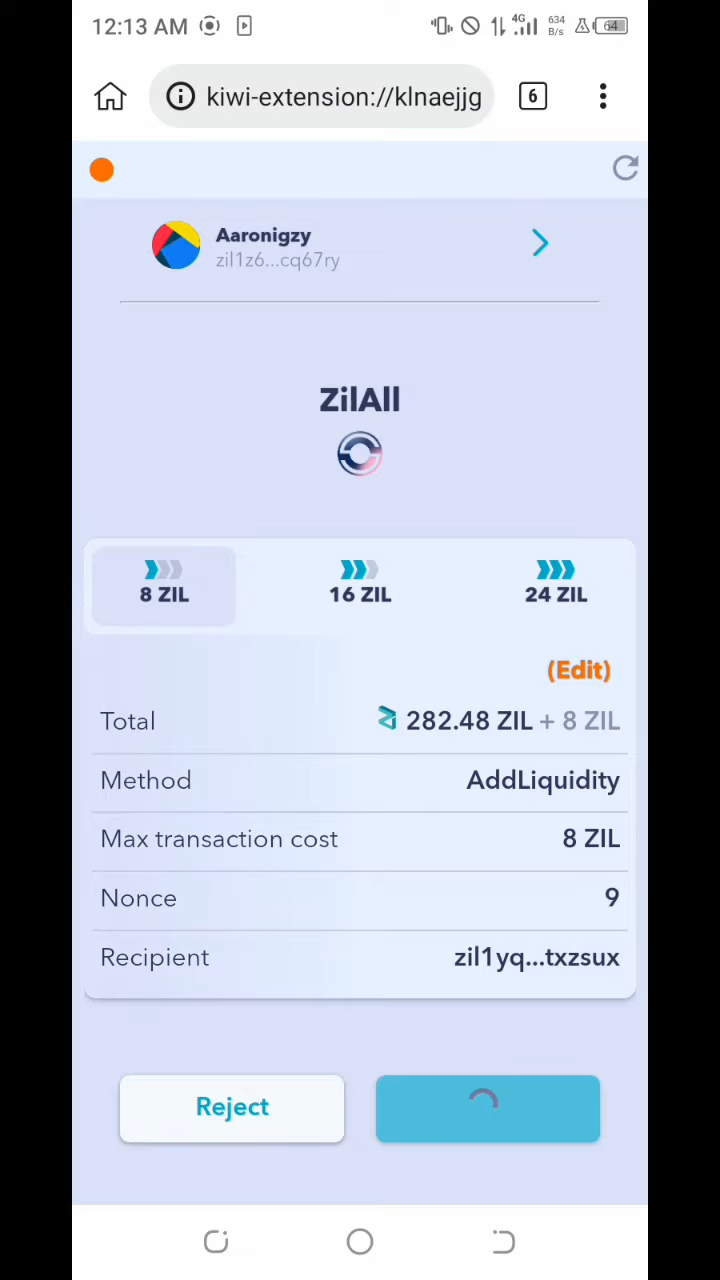 12:13 AM 4G 634 B/s 64
kiwi-extension://klnaejjg 6
Aaronigzy
zil1z6...cq67ry
ZilAll
8 ZIL 16 ZIL 24 ZIL
(Edit)
Total 282.48 ZIL + 8 ZIL
Method AddLiquidity
Max transaction cost 8 ZIL
Nonce 9
Recipient zil1yq...txzsux
Reject